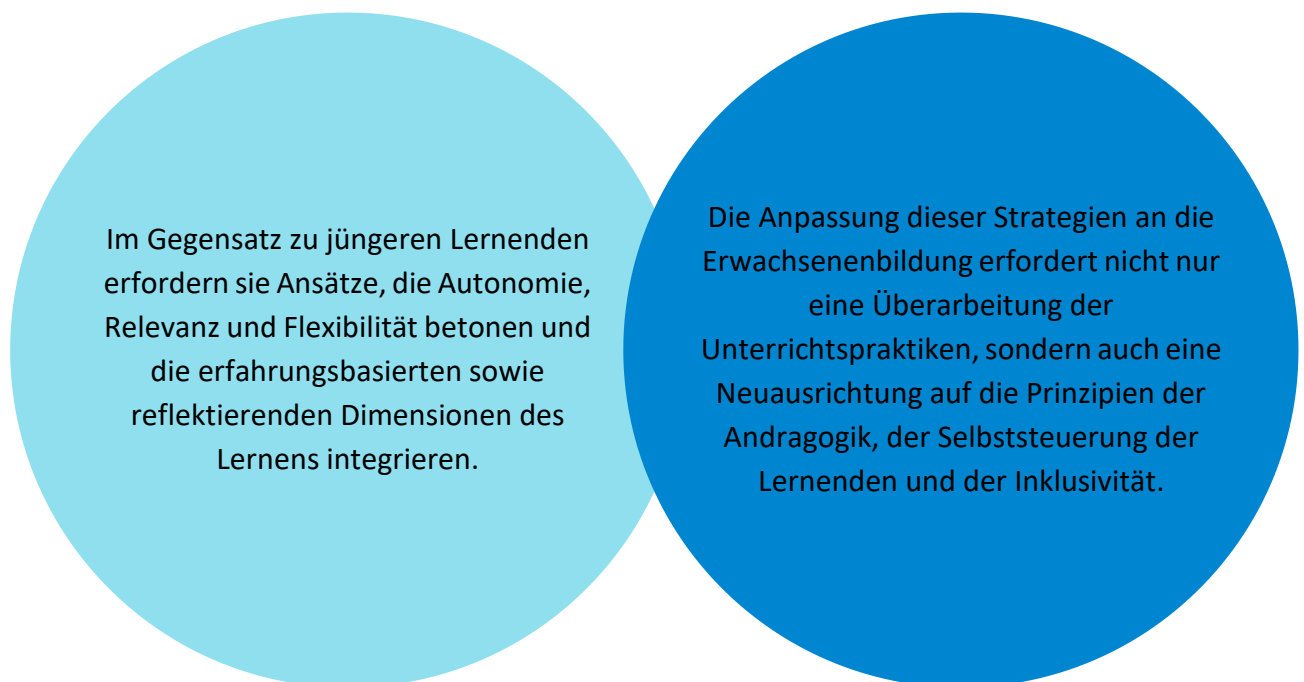 Im Gegensatz zu jüngeren Lernenden
erfordern sie Ansätze, die Autonomie,
Relevanz und Flexibilität betonen und
die erfahrungsbasierten sowie
reflektierenden Dimensionen des
Lernens integrieren.
Die Anpassung dieser Strategien an die
Erwachsenenbildung erfordert nicht nur
eine Überarbeitung der
Unterrichtspraktiken, sondern auch eine
Neuausrichtung auf die Prinzipien der
Andragogik, der Selbststeuerung der
Lernenden und der Inklusivität.